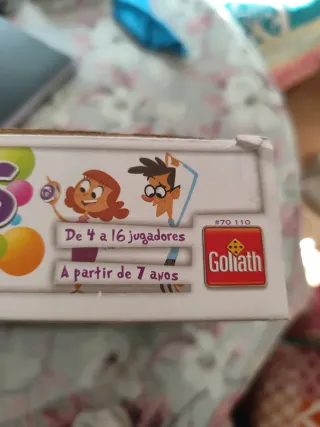 De 4 a 16 jugadores
A partir de 7 años
#70 110
Goliath